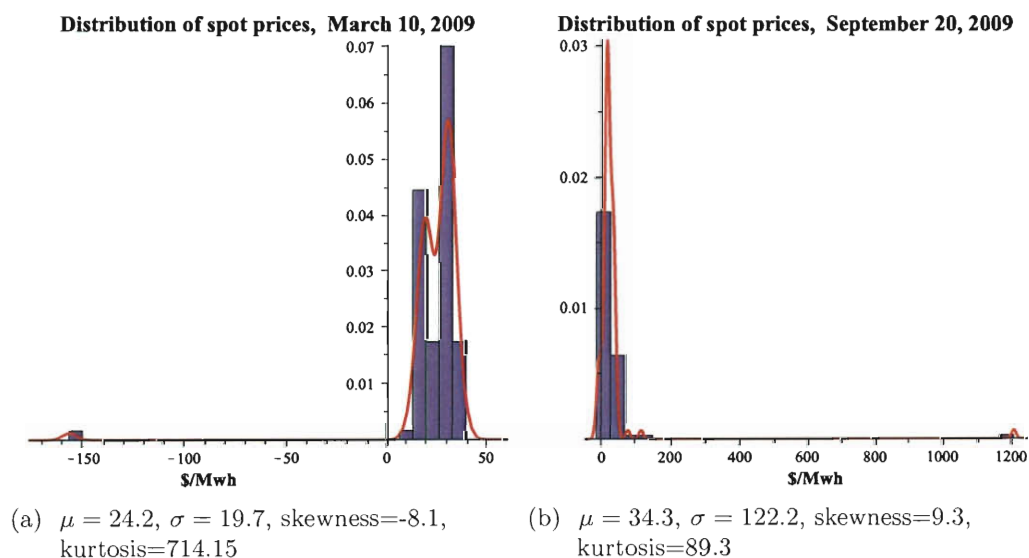 Distribution of spot prices, March 10, 2009
0.07
0.06
0.05
0.04
0.03
0.02
0.01
-150
-100
-50
0
50
$/Mwh
(a) μ = 24.2, σ = 19.7, skewness=-8.1,
kurtosis=714.15
Distribution of spot prices, September 20, 2009
0.03
0.02
0.01
0
200
400
600
800
1000
1200
$/Mwh
(b) μ = 34.3, σ = 122.2, skewness=9.3,
kurtosis=89.3